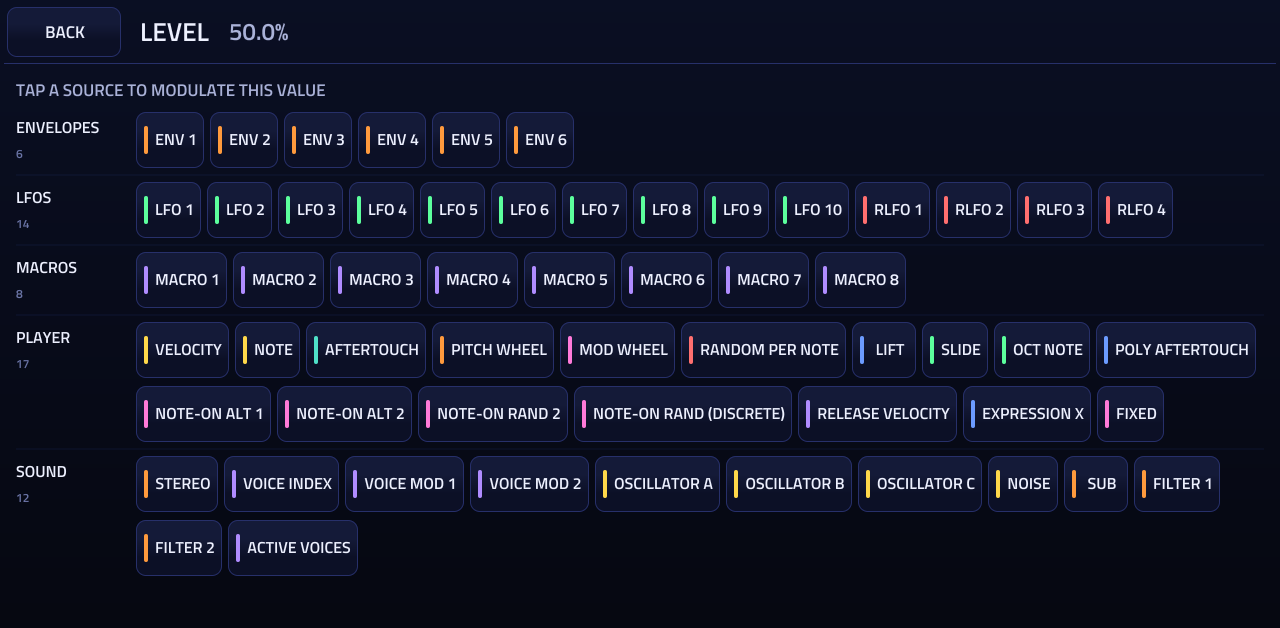 BACK LEVEL 50.0%
TAP A SOURCE TO MODULATE THIS VALUE
ENVELOPES
6
ENV 1 ENV 2 ENV 3 ENV 4 ENV 5 ENV 6
LFOS
14
LFO 1 LFO 2 LFO 3 LFO 4 LFO 5 LFO 6 LFO 7 LFO 8 LFO 9 LFO 10 RLFO 1 RLFO 2 RLFO 3 RLFO 4
MACROS
8
MACRO 1 MACRO 2 MACRO 3 MACRO 4 MACRO 5 MACRO 6 MACRO 7 MACRO 8
PLAYER
17
VELOCITY NOTE AFTERTOUCH PITCH WHEEL MOD WHEEL RANDOM PER NOTE LIFT SLIDE OCT NOTE POLY AFTERTOUCH
NOTE-ON ALT 1 NOTE-ON ALT 2 NOTE-ON RAND 2 NOTE-ON RAND (DISCRETE) RELEASE VELOCITY EXPRESSION X FIXED
SOUND
12
STEREO VOICE INDEX VOICE MOD 1 VOICE MOD 2 OSCILLATOR A OSCILLATOR B OSCILLATOR C NOISE SUB FILTER 1
FILTER 2 ACTIVE VOICES